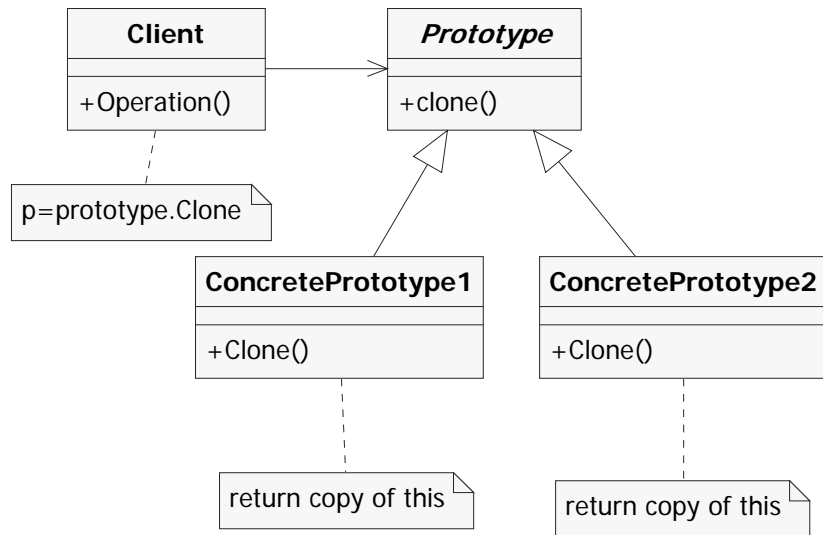 Client
+Operation()
Prototype
+clone()
p=prototype.Clone
ConcretePrototype1
+Clone()
ConcretePrototype2
+Clone()
return copy of this
return copy of this